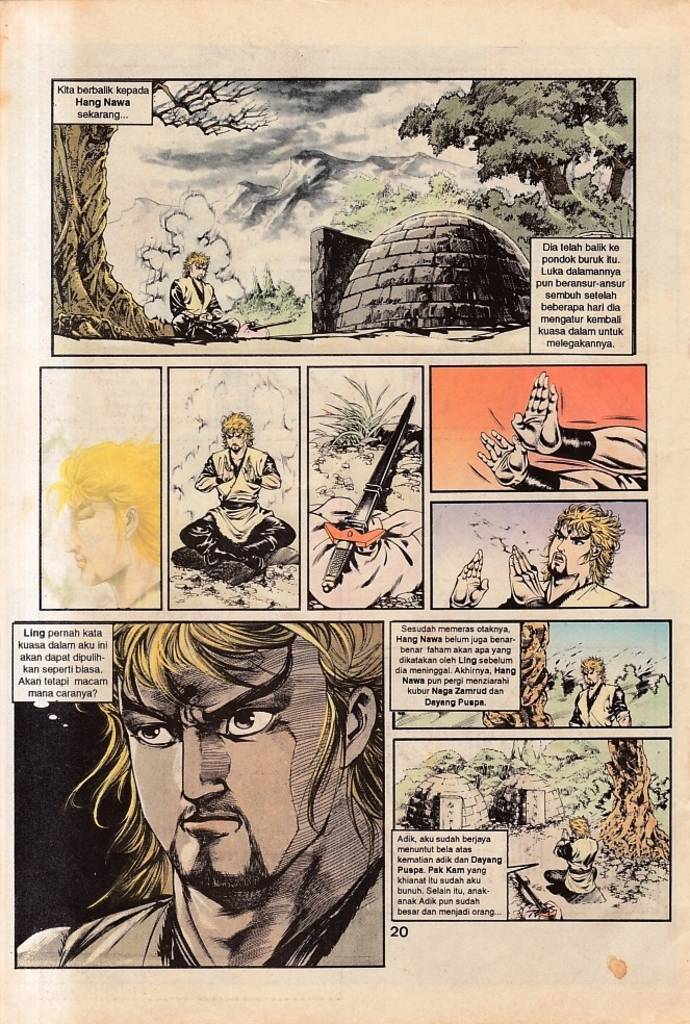 Kita berbalik kepada
Hang Nawa
sekarang...
Dia telah balik ke
pondok buruk itu.
Luka dalamannya
pun beransur-ansur
sembuh setelah
beberapa hari dia
mengatur kembali
kuasa dalam untuk
melegakannya.
Ling pernah kata
kuasa dalam aku ini
akan dapat dipulih-
kan seperti biasa.
Akan tetapi macam
mana caranya?
Sesudah memeras otaknya,
Hang Nawa belum juga benar-
benar faham akan apa yang
dikatakan oleh Ling sebelum
dia meninggal. Akhirnya, Hang
Nawa pun pergi menziarahi
kubur Naga Zamrud dan
Dayang Puspa.
Adik, aku sudah berjaya
menuntut bela atas
kematian adik dan Dayang
Puspa. Pak Kam yang
khianat itu sudah aku
bunuh. Selain itu, anak-
anak Adik pun sudah
besar dan menjadi orang...
20